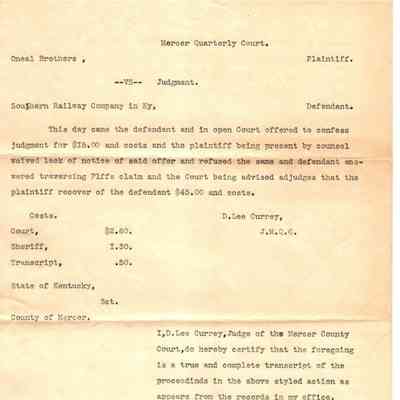 Mercer Quarterly Court.
Oneal Brothers , Plaintiff.
--VS-- Judgment.
Southern Railway Company in Ky, Defendant.
This day came the defendant and in open Court offered to confess
judgment for $15.00 and costs and the plaintiff being present by counsel
waived lack of notice of said offer and refused the same and defendant ans-
wered traversing Plffs claim and the Court being advised adjudges that the
plaintiff recover of the defendant $45.00 and costs.
Costs. D.Lee Currey,
Court, $2.60. J.M.Q.C.
Sheriff, 1.30.
Transcript, .50.
State of Kentucky,
Sct.
County of Mercer.
I,D.Lee Currey,Judge of the Mercer County
Court,do hereby certify that the foregoing
is a true and complete transcript of the
proceedinds in the above styled action as
appears from the records in my office.